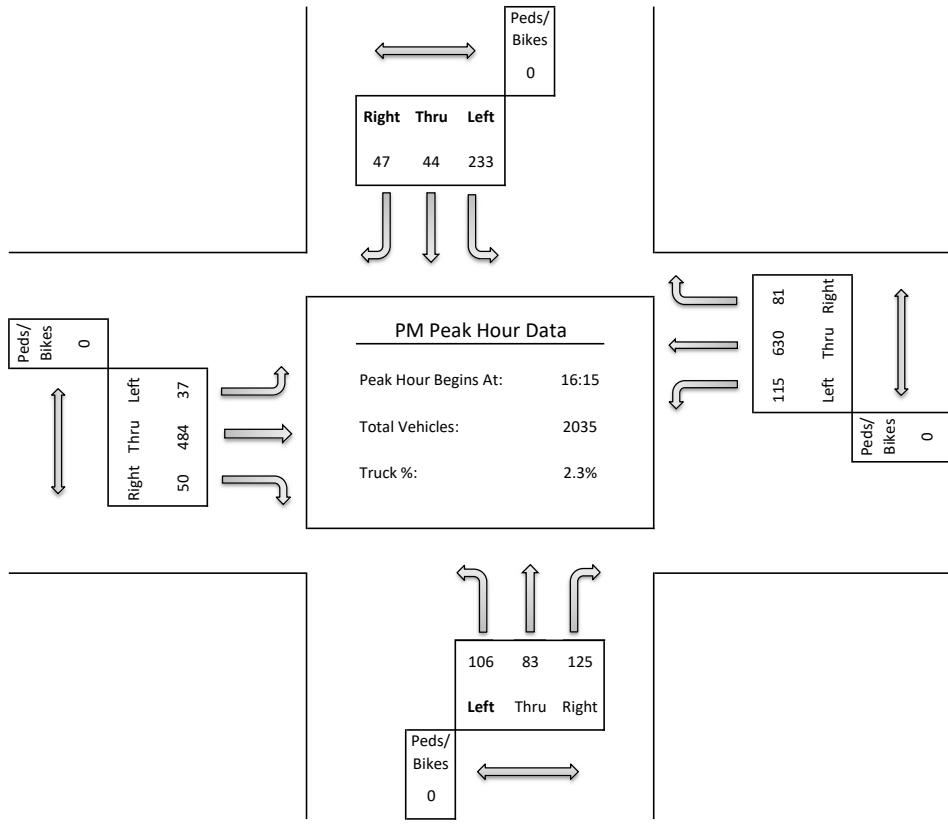 Peds/
Bikes
0
Right Thru Left
47 44 233
Peds/
Bikes
0
Left 37
Thru 484
Right 50
PM Peak Hour Data
Peak Hour Begins At: 16:15
Total Vehicles: 2035
Truck %: 2.3%
81 Right
630 Thru
115 Left
Peds/
Bikes
0
106 83 125
Left Thru Right
Peds/
Bikes
0